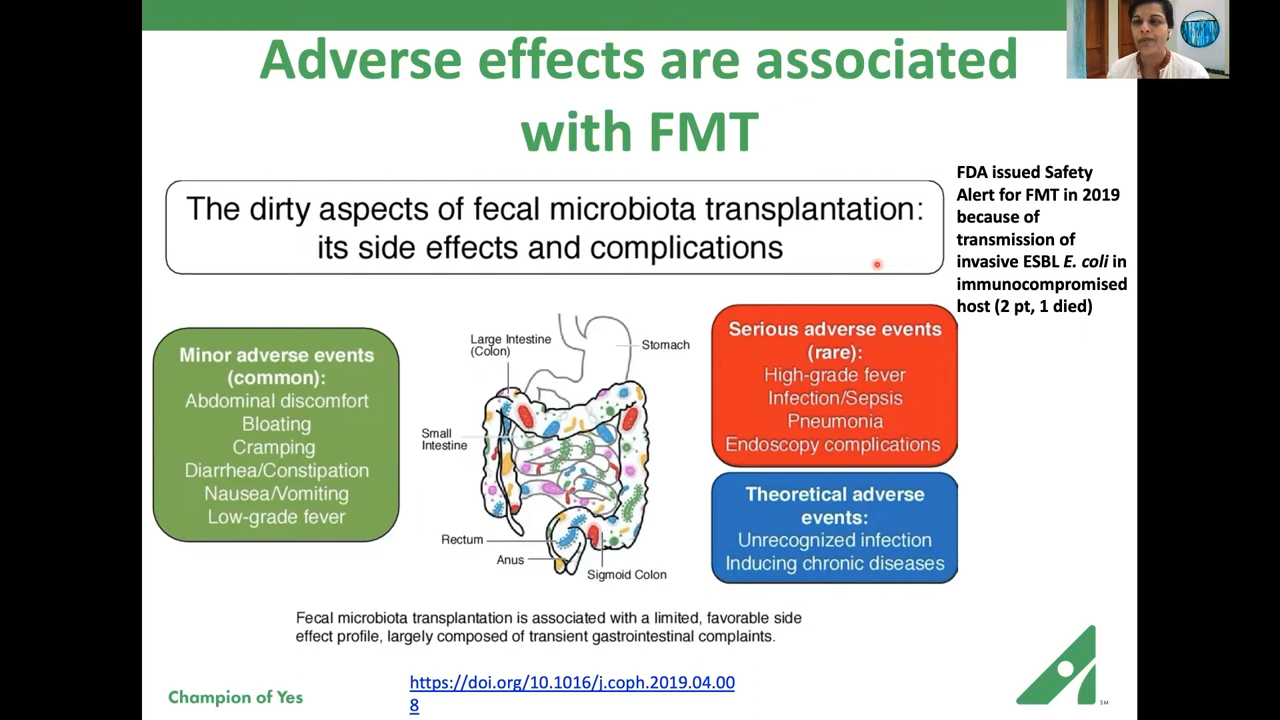 Adverse effects are associated
with FMT
FDA issued Safety
Alert for FMT in 2019
because of
transmission of
invasive ESBL E. coli in
immunocompromised
host (2 pt, 1 died)
The dirty aspects of fecal microbiota transplantation:
its side effects and complications
Minor adverse events
(common):
Abdominal discomfort
Bloating
Cramping
Diarrhea/Constipation
Nausea/Vomiting
Low-grade fever
Large Intestine
(Colon)
Stomach
Small
Intestine
Rectum
Anus
Sigmoid Colon
Serious adverse events
(rare):
High-grade fever
Infection/Sepsis
Pneumonia
Endoscopy complications
Theoretical adverse
events:
Unrecognized infection
Inducing chronic diseases
Fecal microbiota transplantation is associated with a limited, favorable side
effect profile, largely composed of transient gastrointestinal complaints.
https://doi.org/10.1016/j.coph.2019.04.00
8
Champion of Yes
SM